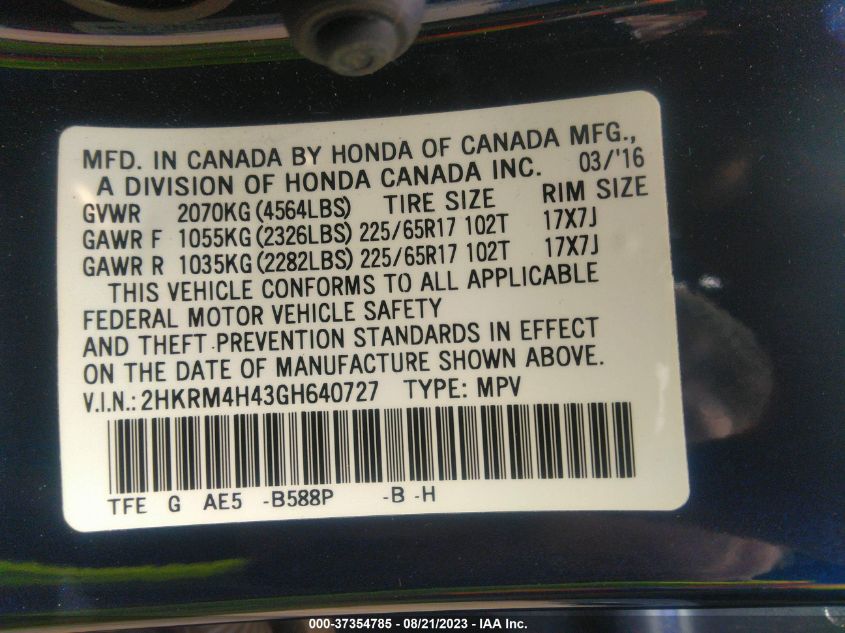 MFD. IN CANADA BY HONDA OF CANADA MFG.,
A DIVISION OF HONDA CANADA INC. 03/'16
GVWR 2070KG (4564LBS) TIRE SIZE RIM SIZE
GAWR F 1055KG (2326LBS) 225/65R17 102T 17X7J
GAWR R 1035KG (2282LBS) 225/65R17 102T 17X7J
THIS VEHICLE CONFORMS TO ALL APPLICABLE
FEDERAL MOTOR VEHICLE SAFETY
AND THEFT PREVENTION STANDARDS IN EFFECT
ON THE DATE OF MANUFACTURE SHOWN ABOVE.
V.I.N.: 2HKRM4H43GH640727 TYPE: MPV
TFE G AE5 -B588P -B -H
000-37354785 - 08/21/2023 - IAA Inc.